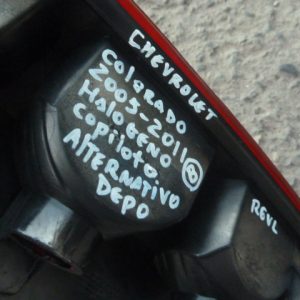 CHEVROLET
COLORADO
2005-2011
HALOGENO
COPILOTO
ALTERNATIVO
DEPO
REVL